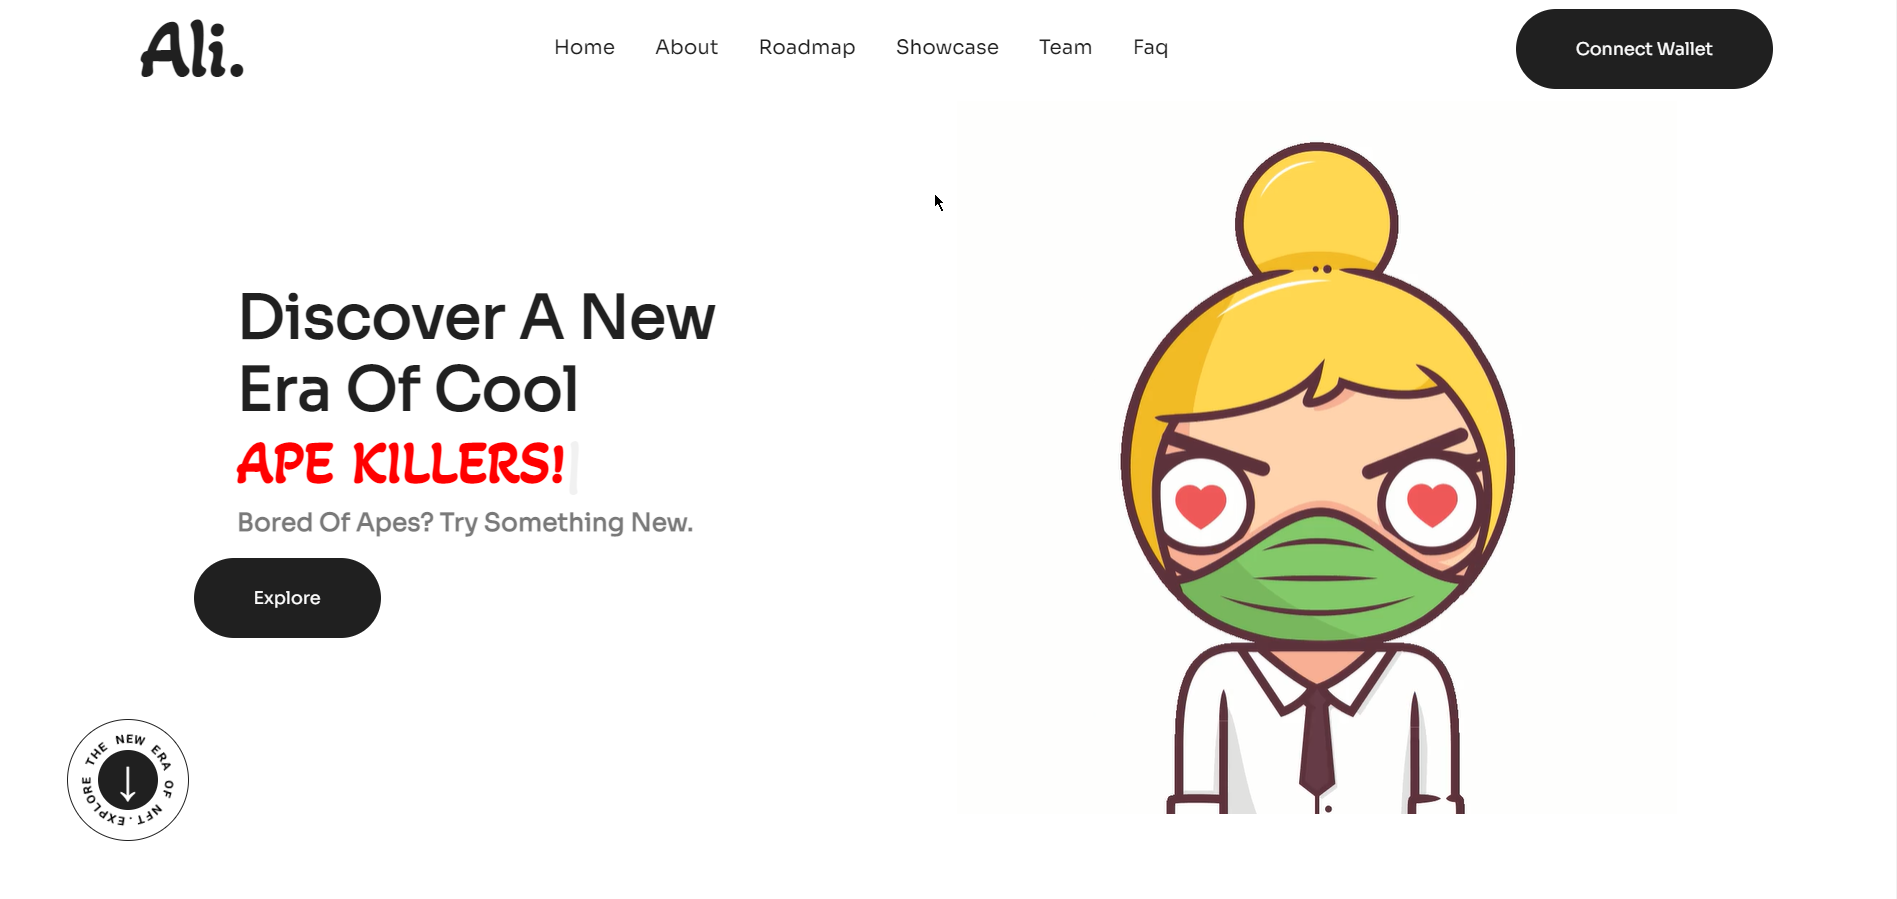 Ali.
Home About Roadmap Showcase Team Faq
Connect Wallet
Discover A New
Era Of Cool
APE KILLERS!
Bored Of Apes? Try Something New.
Explore
EXPLORE THE NEW ERA OF NFT.